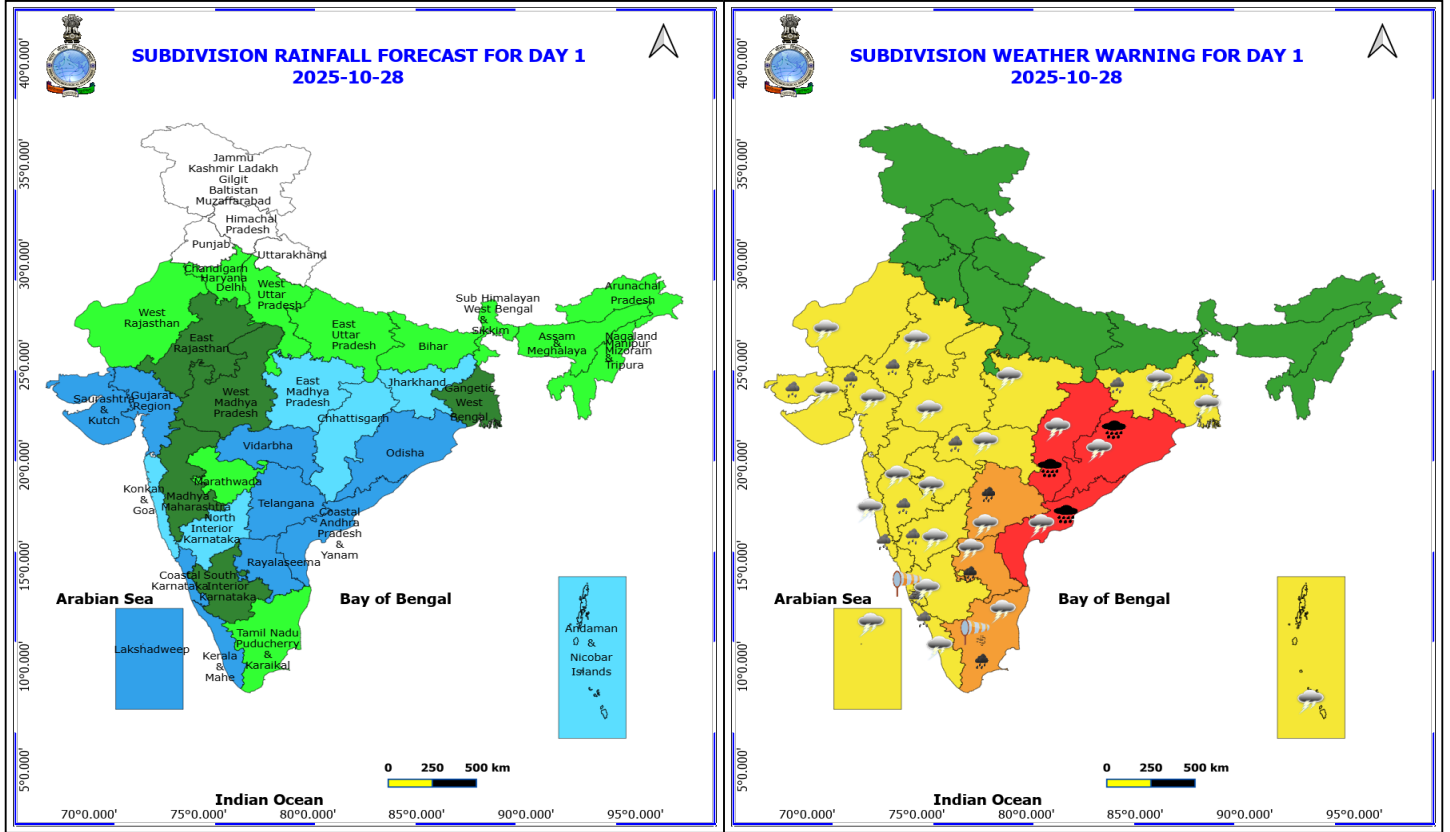 SUBDIVISION RAINFALL FORECAST FOR DAY 1
2025-10-28
40°0.000'
35°0.000'
30°0.000'
25°0.000'
20°0.000'
15°0.000'
10°0.000'
5°0.000'
Jammu
Kashmir Ladakh
Gilgit
Baltistan
Muzaffarabad
Himachal
Pradesh
Punjab
Uttarakhand
Chandigarh
Haryana
Delhi
West
Uttar
Pradesh
West
Rajasthan
East
Rajasthan
East
Uttar
Pradesh
Bihar
Sub Himalayan
West Bengal
&
Sikkim
Arunachal
Pradesh
Assam
&
Meghalaya
Nagaland
Manipur
Mizoram
&
Tripura
Saurashtra
&
Kutch
Gujarat
Region
West
Madhya
Pradesh
East
Madhya
Pradesh
Jharkhand
Gangetic
West
Bengal
Chhattisgarh
Vidarbha
Odisha
Konkan
&
Goa
Madhya
Maharashtra
Marathwada
North
Interior
Karnataka
Telangana
Coastal
Andhra
Pradesh
&
Yanam
Rayalaseema
Coastal
Karnataka
South
Interior
Karnataka
Arabian Sea
Bay of Bengal
Lakshadweep
Kerala
&
Mahe
Tamil Nadu
Puducherry
&
Karaikal
Andaman
&
Nicobar
Islands
0 250 500 km
Indian Ocean
70°0.000' 75°0.000' 80°0.000' 85°0.000' 90°0.000' 95°0.000'
SUBDIVISION WEATHER WARNING FOR DAY 1
2025-10-28
40°0.000'
35°0.000'
30°0.000'
25°0.000'
20°0.000'
15°0.000'
10°0.000'
5°0.000'
Arabian Sea
Bay of Bengal
0 250 500 km
Indian Ocean
70°0.000' 75°0.000' 80°0.000' 85°0.000' 90°0.000' 95°0.000'